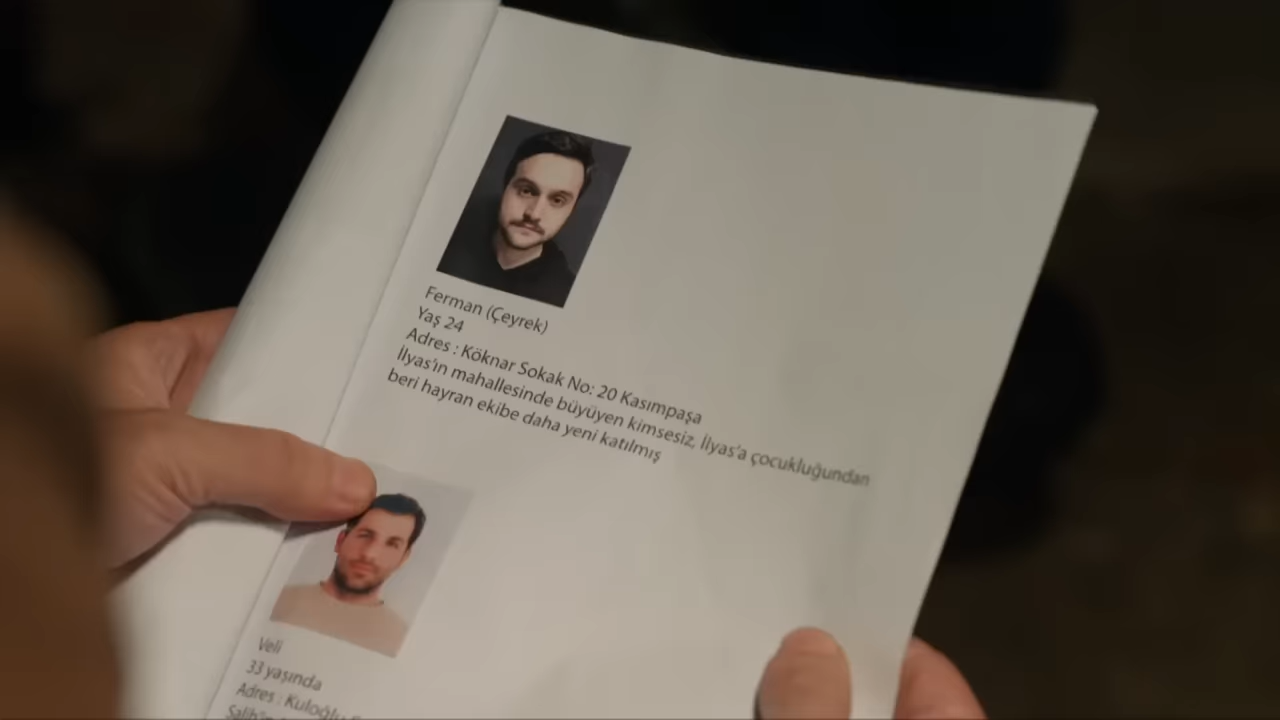 Ferman (Çeyrek)
Yaş 24
Adres : Köknar Sokak No: 20 Kasımpaşa
İlyas'ın mahallesinde büyüyen kimsesiz, İlyas'a çocukluğundan
beri hayran ekibe daha yeni katılmış
Veli
33 yaşında
Adres : Kuloğlu